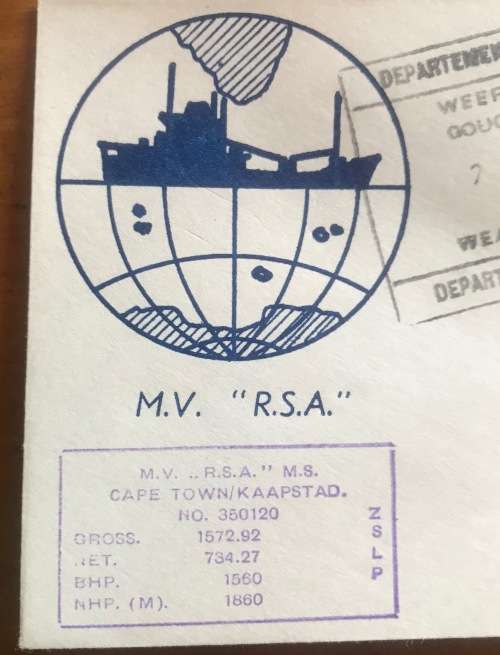 DEPARTEMEN
WEER
GOUG
WEA
DEPART
M.V. "R.S.A."
M.V. „R.S.A." M.S.
CAPE TOWN/KAAPSTAD.
NO. 350120
GROSS. 1572.92
NET. 734.27
BHP. 1560
NHP. (M). 1860
ZSLP